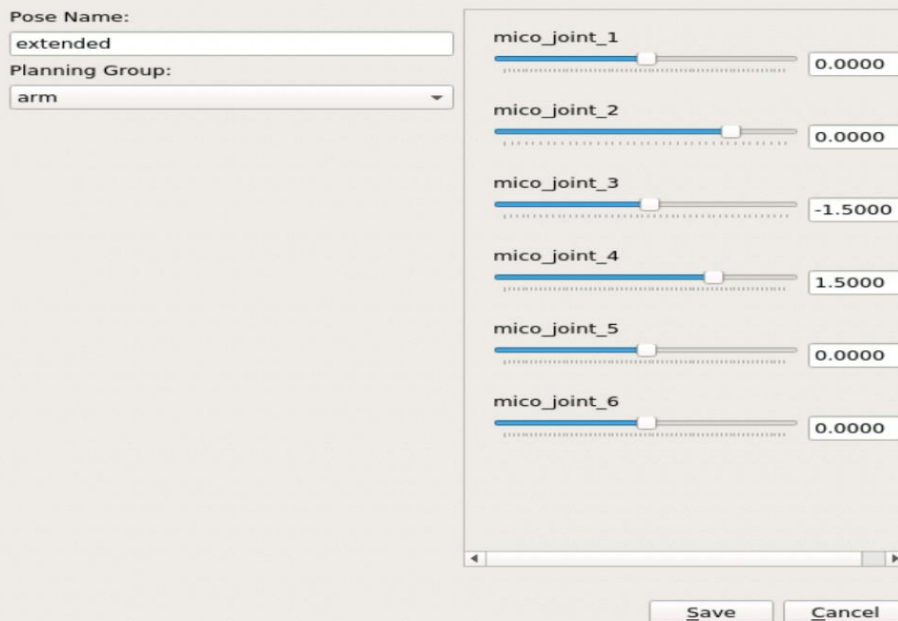 Pose Name:
extended
Planning Group:
arm
mico_joint_1
0.0000
mico_joint_2
0.0000
mico_joint_3
-1.5000
mico_joint_4
1.5000
mico_joint_5
0.0000
mico_joint_6
0.0000
Save
Cancel